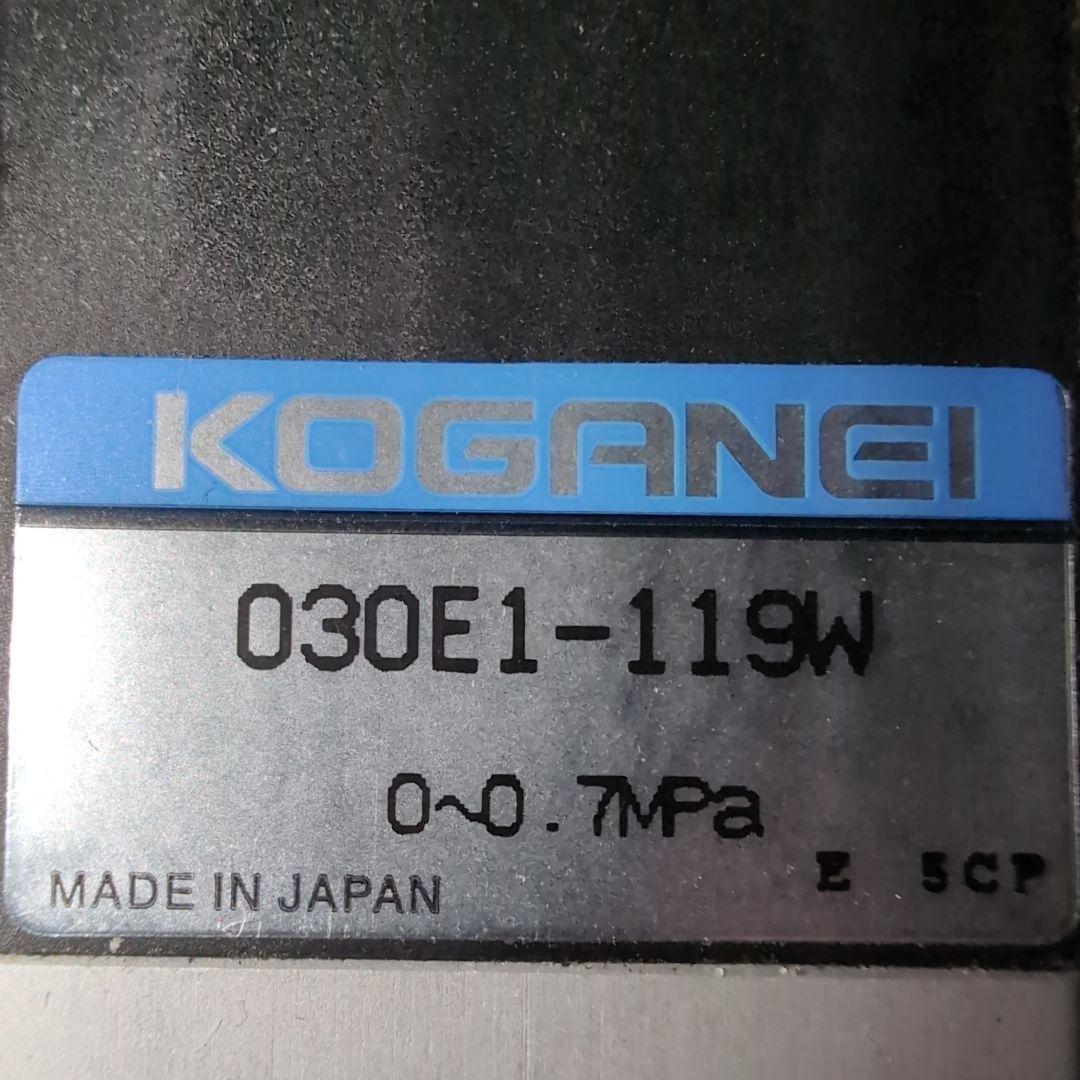 KOGANEI
030E1-119W
0~0.7MPa
E 5CP
MADE IN JAPAN